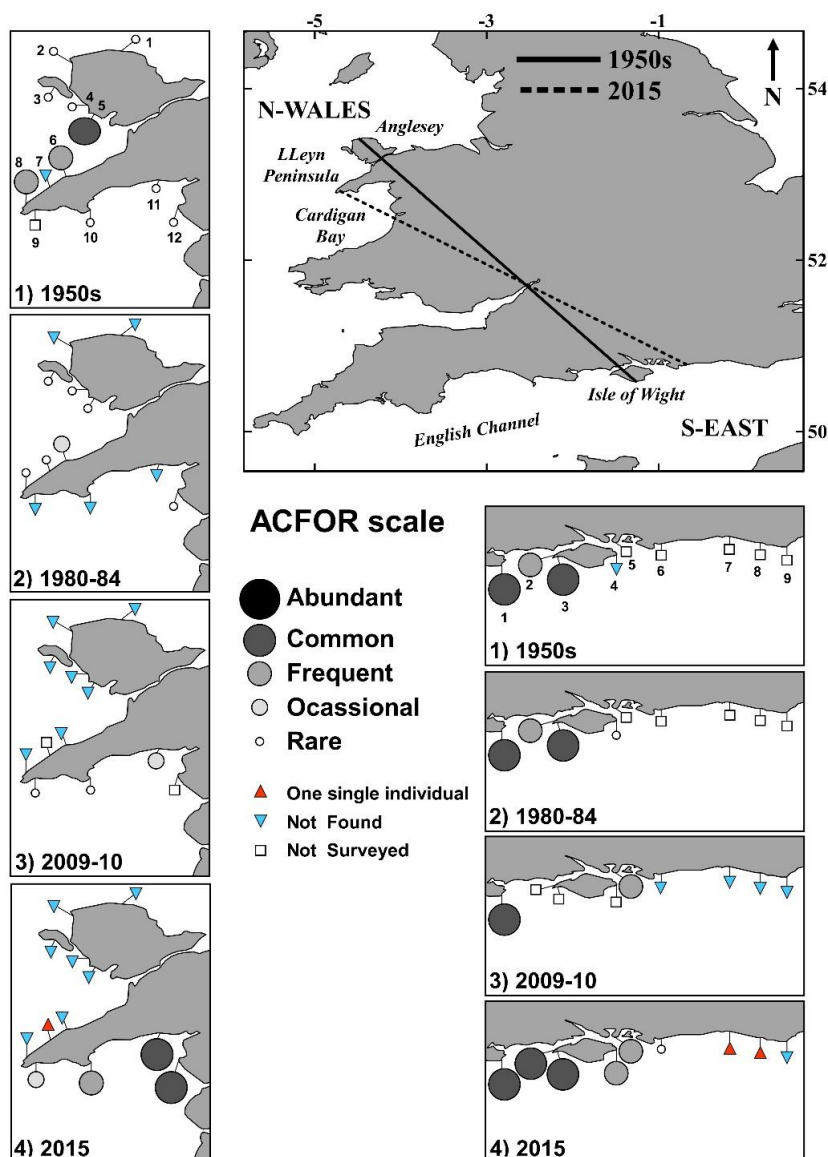 -5 -3 -1
1950s
2015
N
54
52
50
N-WALES
Anglesey
LLeyn
Peninsula
Cardigan
Bay
Isle of Wight
English Channel
S-EAST
1
2
3
4
5
6
7
8
9
10
11
12
1) 1950s
2) 1980-84
3) 2009-10
4) 2015
ACFOR scale
Abundant
Common
Frequent
Ocassional
Rare
One single individual
Not Found
Not Surveyed
1
2
3
4
5
6
7
8
9
1) 1950s
2) 1980-84
3) 2009-10
4) 2015